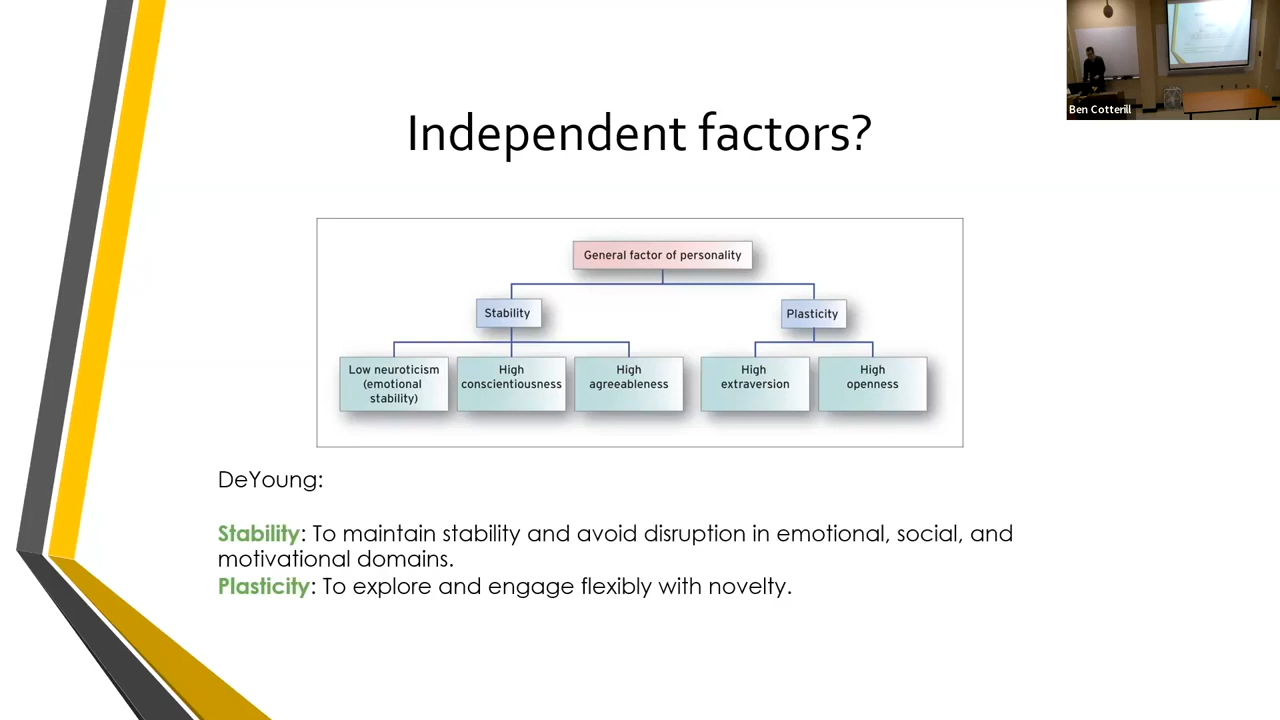 Ben Cotterill
Independent factors?
General factor of personality
Stability
Plasticity
Low neuroticism
(emotional
stability)
High
conscientiousness
High
agreeableness
High
extraversion
High
openness
DeYoung:
Stability: To maintain stability and avoid disruption in emotional, social, and
motivational domains.
Plasticity: To explore and engage flexibly with novelty.